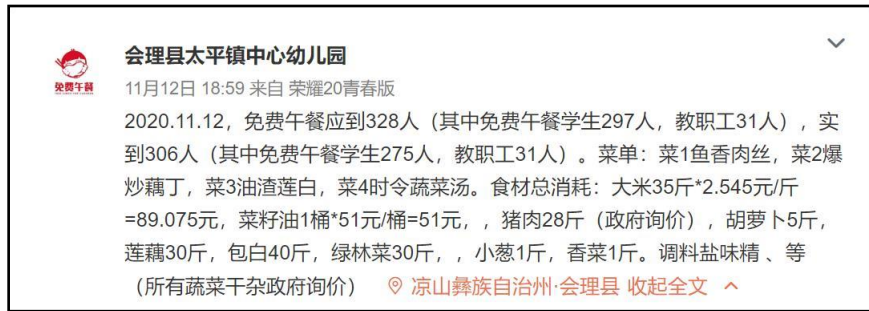 会理县太平镇中心幼儿园
免费午餐
11月12日 18:59 来自 荣耀20青春版
2020.11.12，免费午餐应到328人（其中免费午餐学生297人，教职工31人），实
到306人（其中免费午餐学生275人，教职工31人）。菜单：菜1鱼香肉丝，菜2爆
炒藕丁，菜3油渣莲白，菜4时令蔬菜汤。食材总消耗：大米35斤*2.545元/斤
=89.075元，菜籽油1桶*51元/桶=51元，，猪肉28斤（政府询价），胡萝卜5斤，
莲藕30斤，包白40斤，绿林菜30斤，，小葱1斤，香菜1斤。调料盐味精 、等
（所有蔬菜干杂政府询价） 凉山彝族自治州·会理县 收起全文